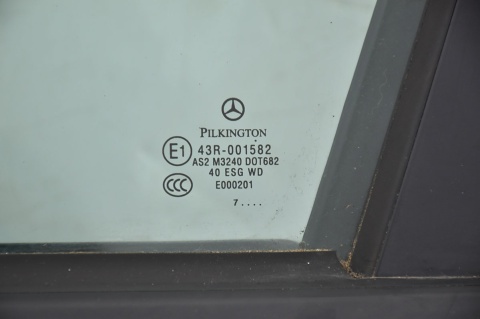 PILKINGTON
E1 43R-001582
AS2 M3240 DOT682
40 ESG WD
CCC E000201
7....